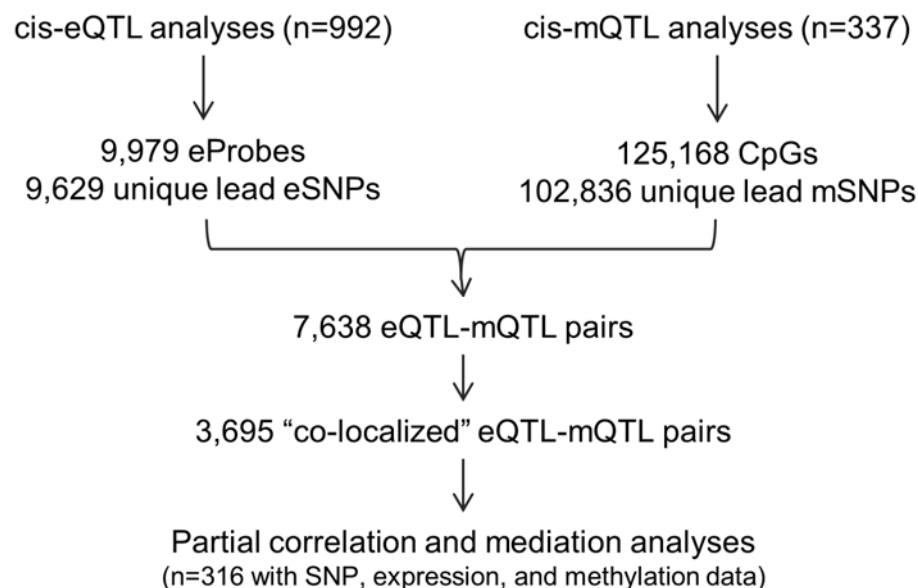 cis-eQTL analyses (n=992)
cis-mQTL analyses (n=337)
9,979 eProbes
9,629 unique lead eSNPs
125,168 CpGs
102,836 unique lead mSNPs
7,638 eQTL-mQTL pairs
3,695 “co-localized” eQTL-mQTL pairs
Partial correlation and mediation analyses
(n=316 with SNP, expression, and methylation data)